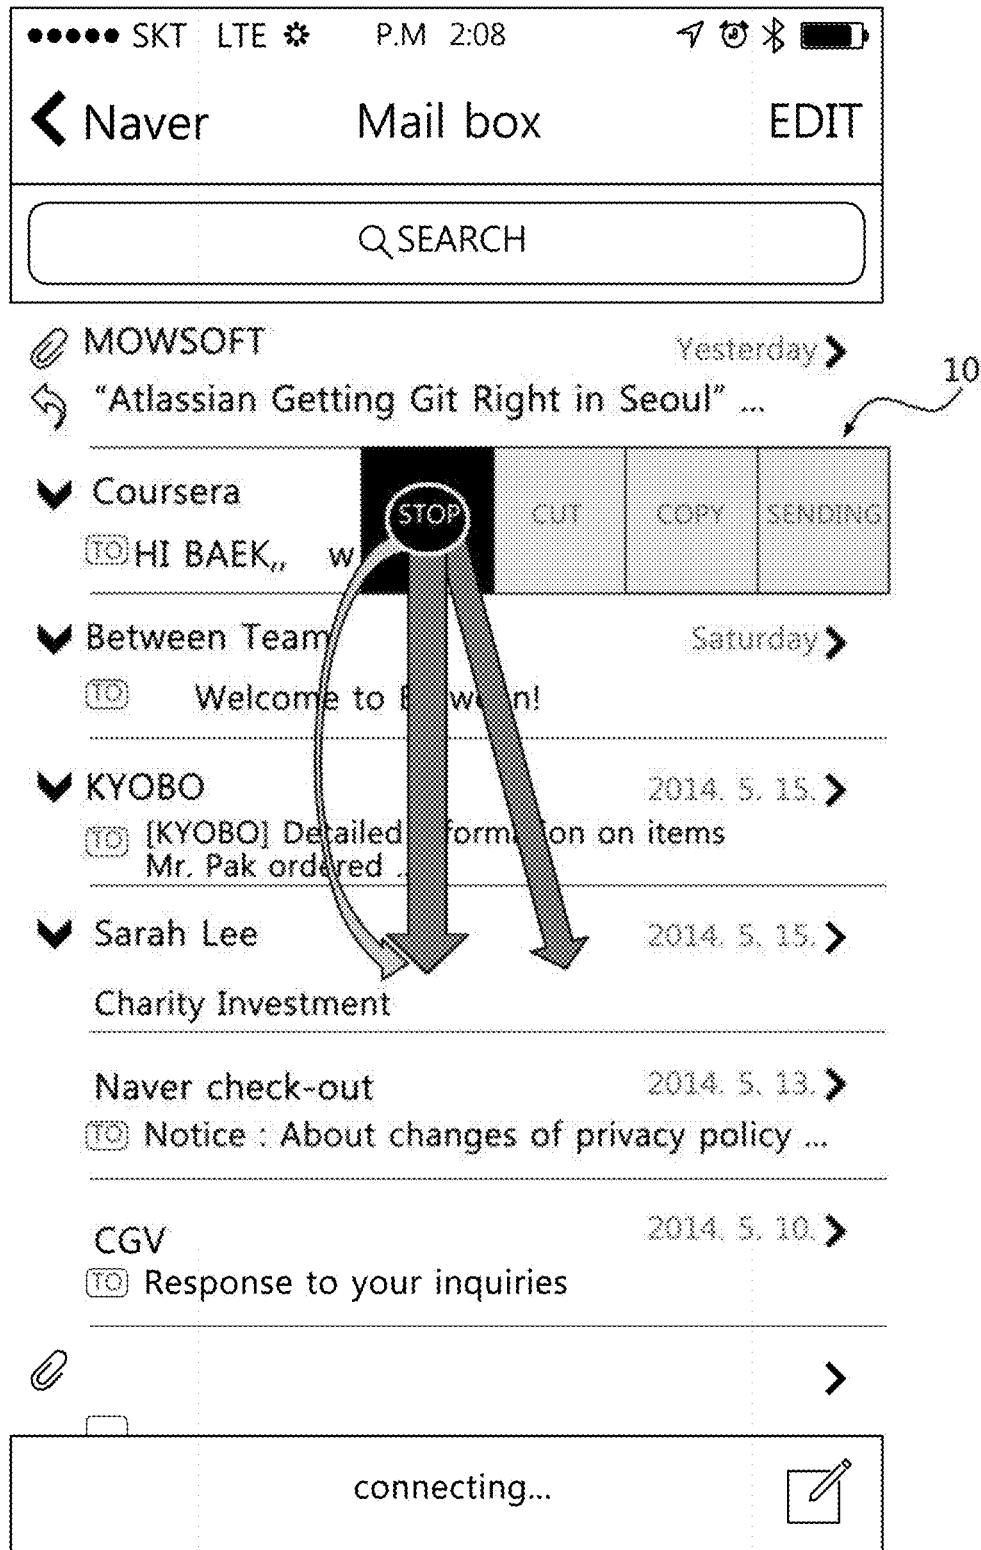 SKT LTE P.M 2:08
Naver Mail box EDIT
SEARCH
MOWSOFT Yesterday
10
"Atlassian Getting Git Right in Seoul" ...
Coursera STOP CUT COPY SENDING
TO HI BAEK,, w
Between Team Saturday
TO Welcome to
KYOBO 2014. 5. 15.
TO [KYOBO] Detailed on items
Mr. Pak ordered ..
Sarah Lee 2014. 5. 15.
Charity Investment
Naver check-out 2014. 5. 13.
TO Notice : About changes of privacy policy ...
CGV 2014. 5. 10.
TO Response to your inquiries
connecting...